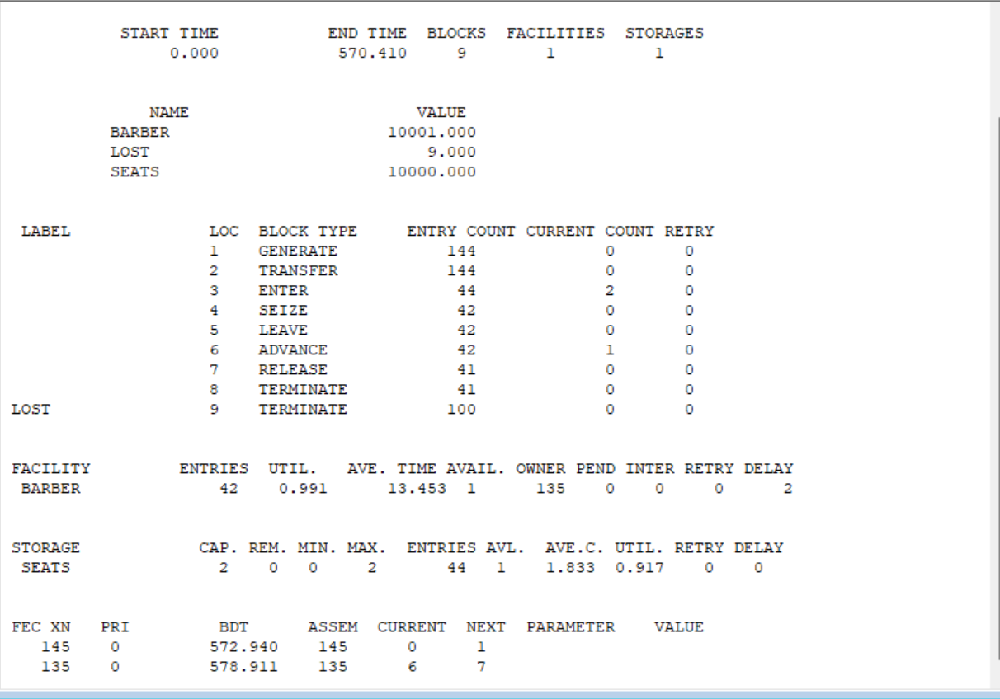 START TIME END TIME BLOCKS FACILITIES STORAGES
0.000 570.410 9 1 1
NAME VALUE
BARBER 10001.000
LOST 9.000
SEATS 10000.000
LABEL LOC BLOCK TYPE ENTRY COUNT CURRENT COUNT RETRY
1 GENERATE 144 0 0
2 TRANSFER 144 0 0
3 ENTER 44 2 0
4 SEIZE 42 0 0
5 LEAVE 42 0 0
6 ADVANCE 42 1 0
7 RELEASE 41 0 0
8 TERMINATE 41 0 0
LOST 9 TERMINATE 100 0 0
FACILITY ENTRIES UTIL. AVE. TIME AVAIL. OWNER PEND INTER RETRY DELAY
BARBER 42 0.991 13.453 1 135 0 0 0 2
STORAGE CAP. REM. MIN. MAX. ENTRIES AVL. AVE.C. UTIL. RETRY DELAY
SEATS 2 0 0 2 44 1 1.833 0.917 0 0
FEC XN PRI BDT ASSEM CURRENT NEXT PARAMETER VALUE
145 0 572.940 145 0 1
135 0 578.911 135 6 7